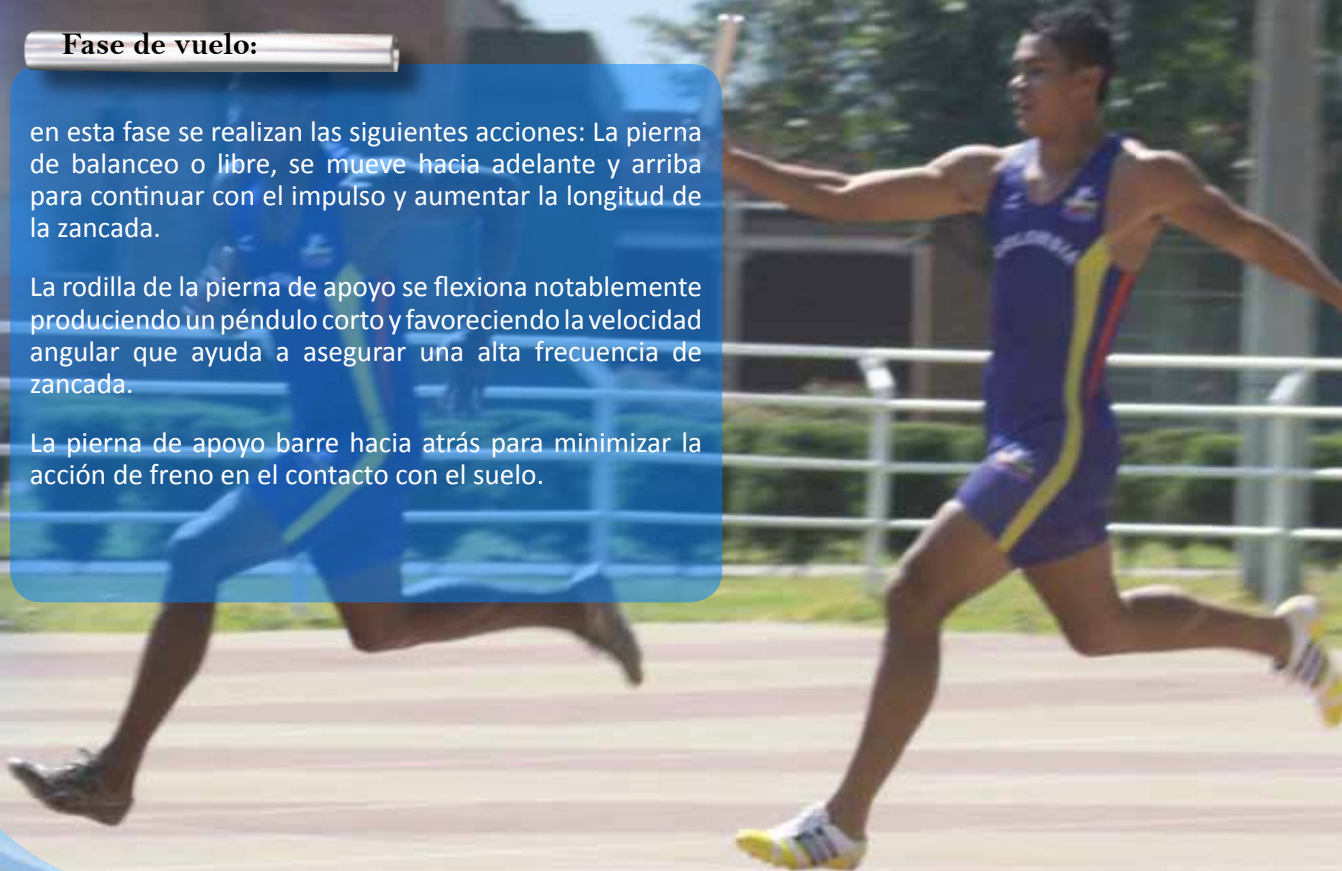 Fase de vuelo:
en esta fase se realizan las siguientes acciones: La pierna
de balanceo o libre, se mueve hacia adelante y arriba
para continuar con el impulso y aumentar la longitud de
la zancada.
La rodilla de la pierna de apoyo se flexiona notablemente
produciendo un péndulo corto y favoreciendo la velocidad
angular que ayuda a asegurar una alta frecuencia de
zancada.
La pierna de apoyo barre hacia atrás para minimizar la
acción de freno en el contacto con el suelo.
COLOMBIA